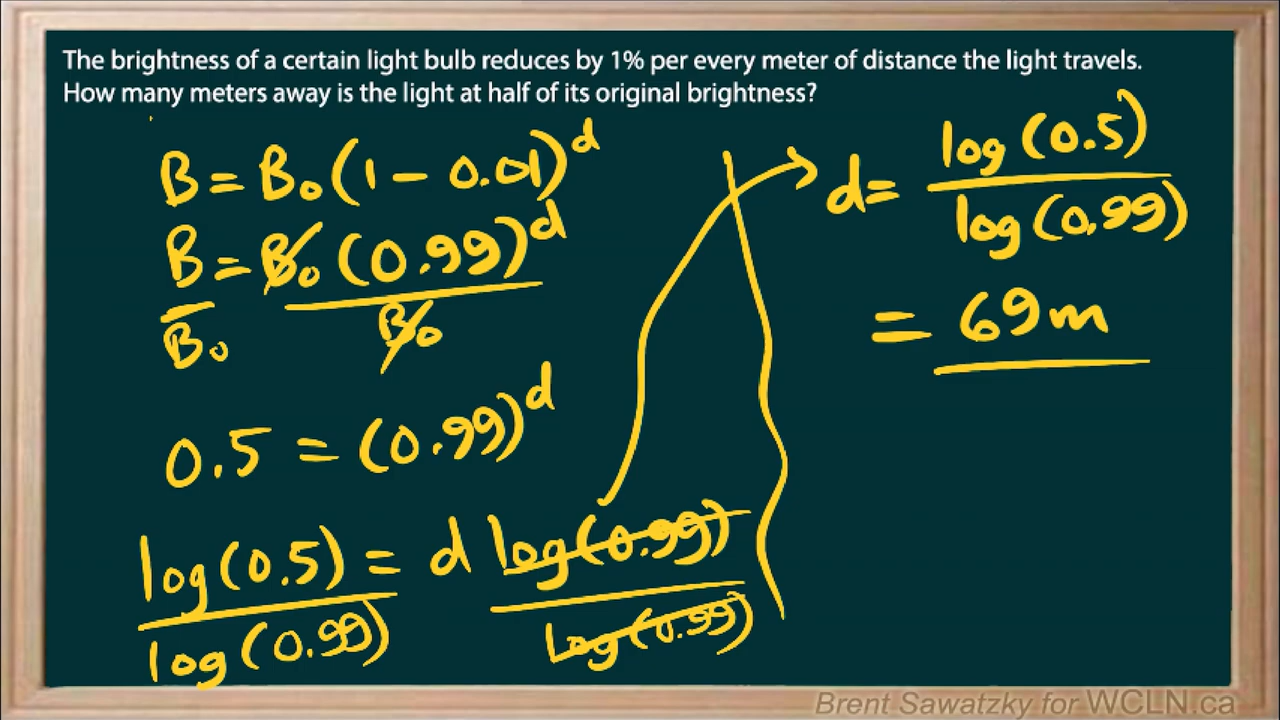 The brightness of a certain light bulb reduces by 1% per every meter of distance the light travels.
How many meters away is the light at half of its original brightness?
B = B₀(1 − 0.01)^d
B/B₀ = B₀(0.99)^d/B₀
0.5 = (0.99)^d
log(0.5)/log(0.99) = d log(0.99)/log(0.99)
d = log(0.5)/log(0.99)
= 69m
Brent Sawatzky for WCLN.ca